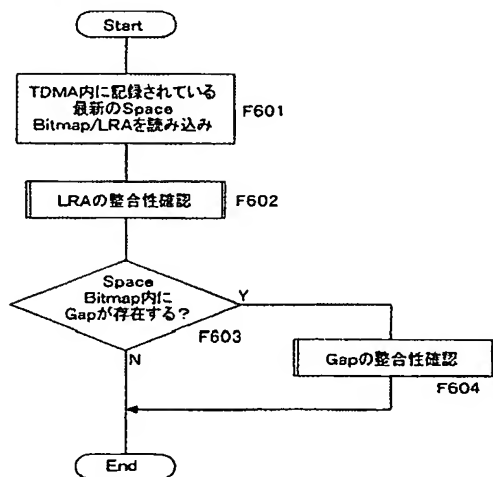 Start
TDMA内に記録されている
最新のSpace
Bitmap/LRAを読み込み
F601
LRAの整合性確認
F602
Space
Bitmap内に
Gapが存在する?
Y
F603
N
Gapの整合性確認
F604
End